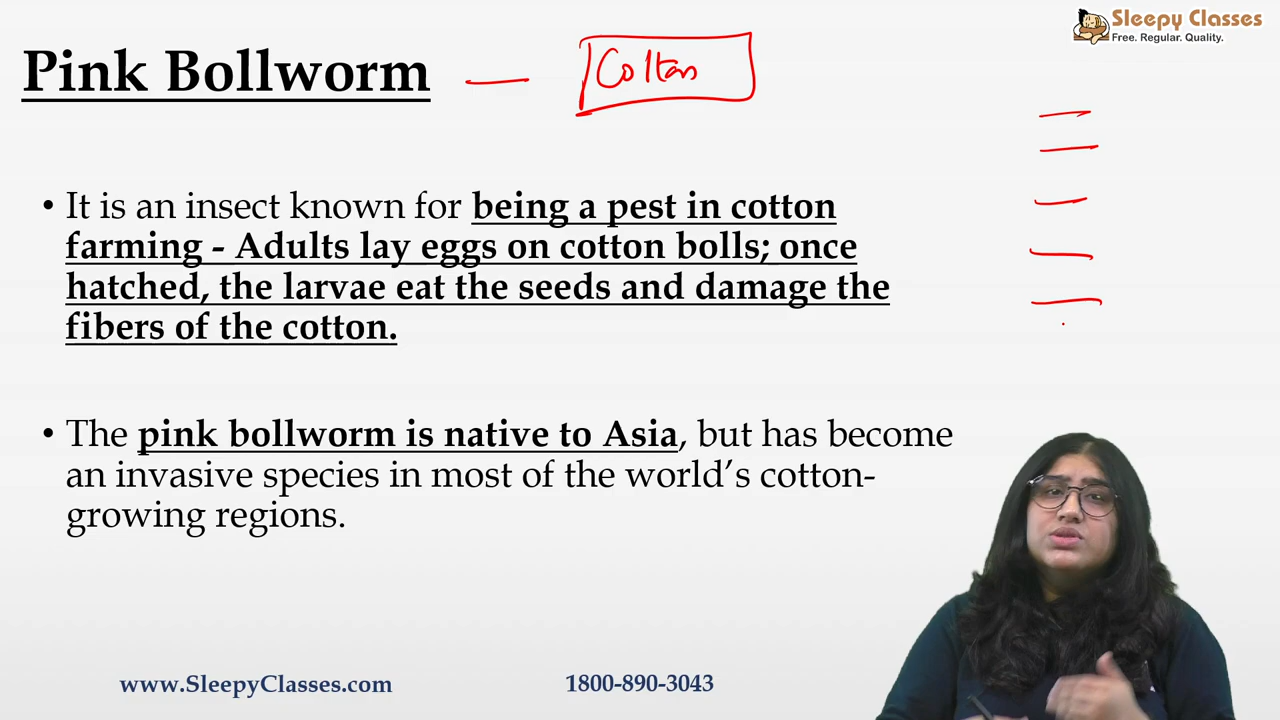 Sleepy Classes
Free. Regular. Quality.
Pink Bollworm — Cotton
• It is an insect known for being a pest in cotton
farming - Adults lay eggs on cotton bolls; once
hatched, the larvae eat the seeds and damage the
fibers of the cotton.
• The pink bollworm is native to Asia, but has become
an invasive species in most of the world’s cotton-
growing regions.
www.SleepyClasses.com
1800-890-3043